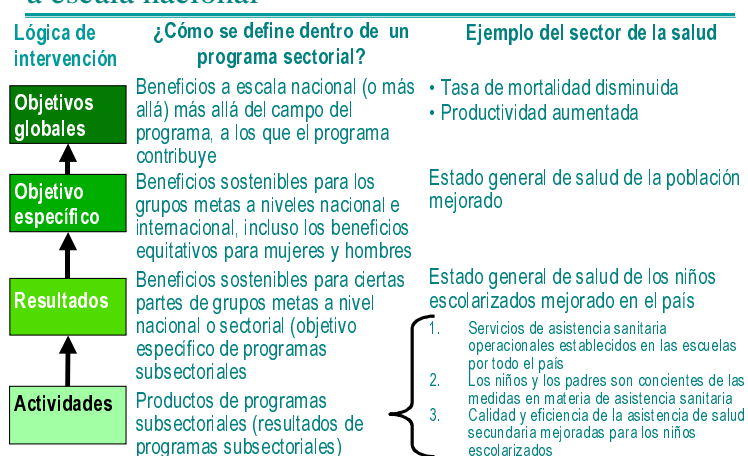 a escala nacional
Lógica de
intervención
¿Cómo se define dentro de un
programa sectorial?
Ejemplo del sector de la salud
Objetivos
globales
Beneficios a escala nacional (o más
allá) más allá del campo del
programa, a los que el programa
contribuye
• Tasa de mortalidad disminuida
• Productividad aumentada
Objetivo
específico
Beneficios sostenibles para los
grupos metas a niveles nacional e
internacional, incluso los beneficios
equitativos para mujeres y hombres
Estado general de salud de la población
mejorado
Resultados
Beneficios sostenibles para ciertas
partes de grupos metas a nivel
nacional o sectorial (objetivo
específico de programas
subsectoriales
Estado general de salud de los niños
escolarizados mejorado en el país
Actividades
Productos de programas
subsectoriales (resultados de
programas subsectoriales)
1. Servicios de asistencia sanitaria
operacionales establecidos en las escuelas
por todo el país
2. Los niños y los padres son concientes de las
medidas en materia de asistencia sanitaria
3. Calidad y eficiencia de la asistencia de salud
secundaria mejoradas para los niños
escolarizados